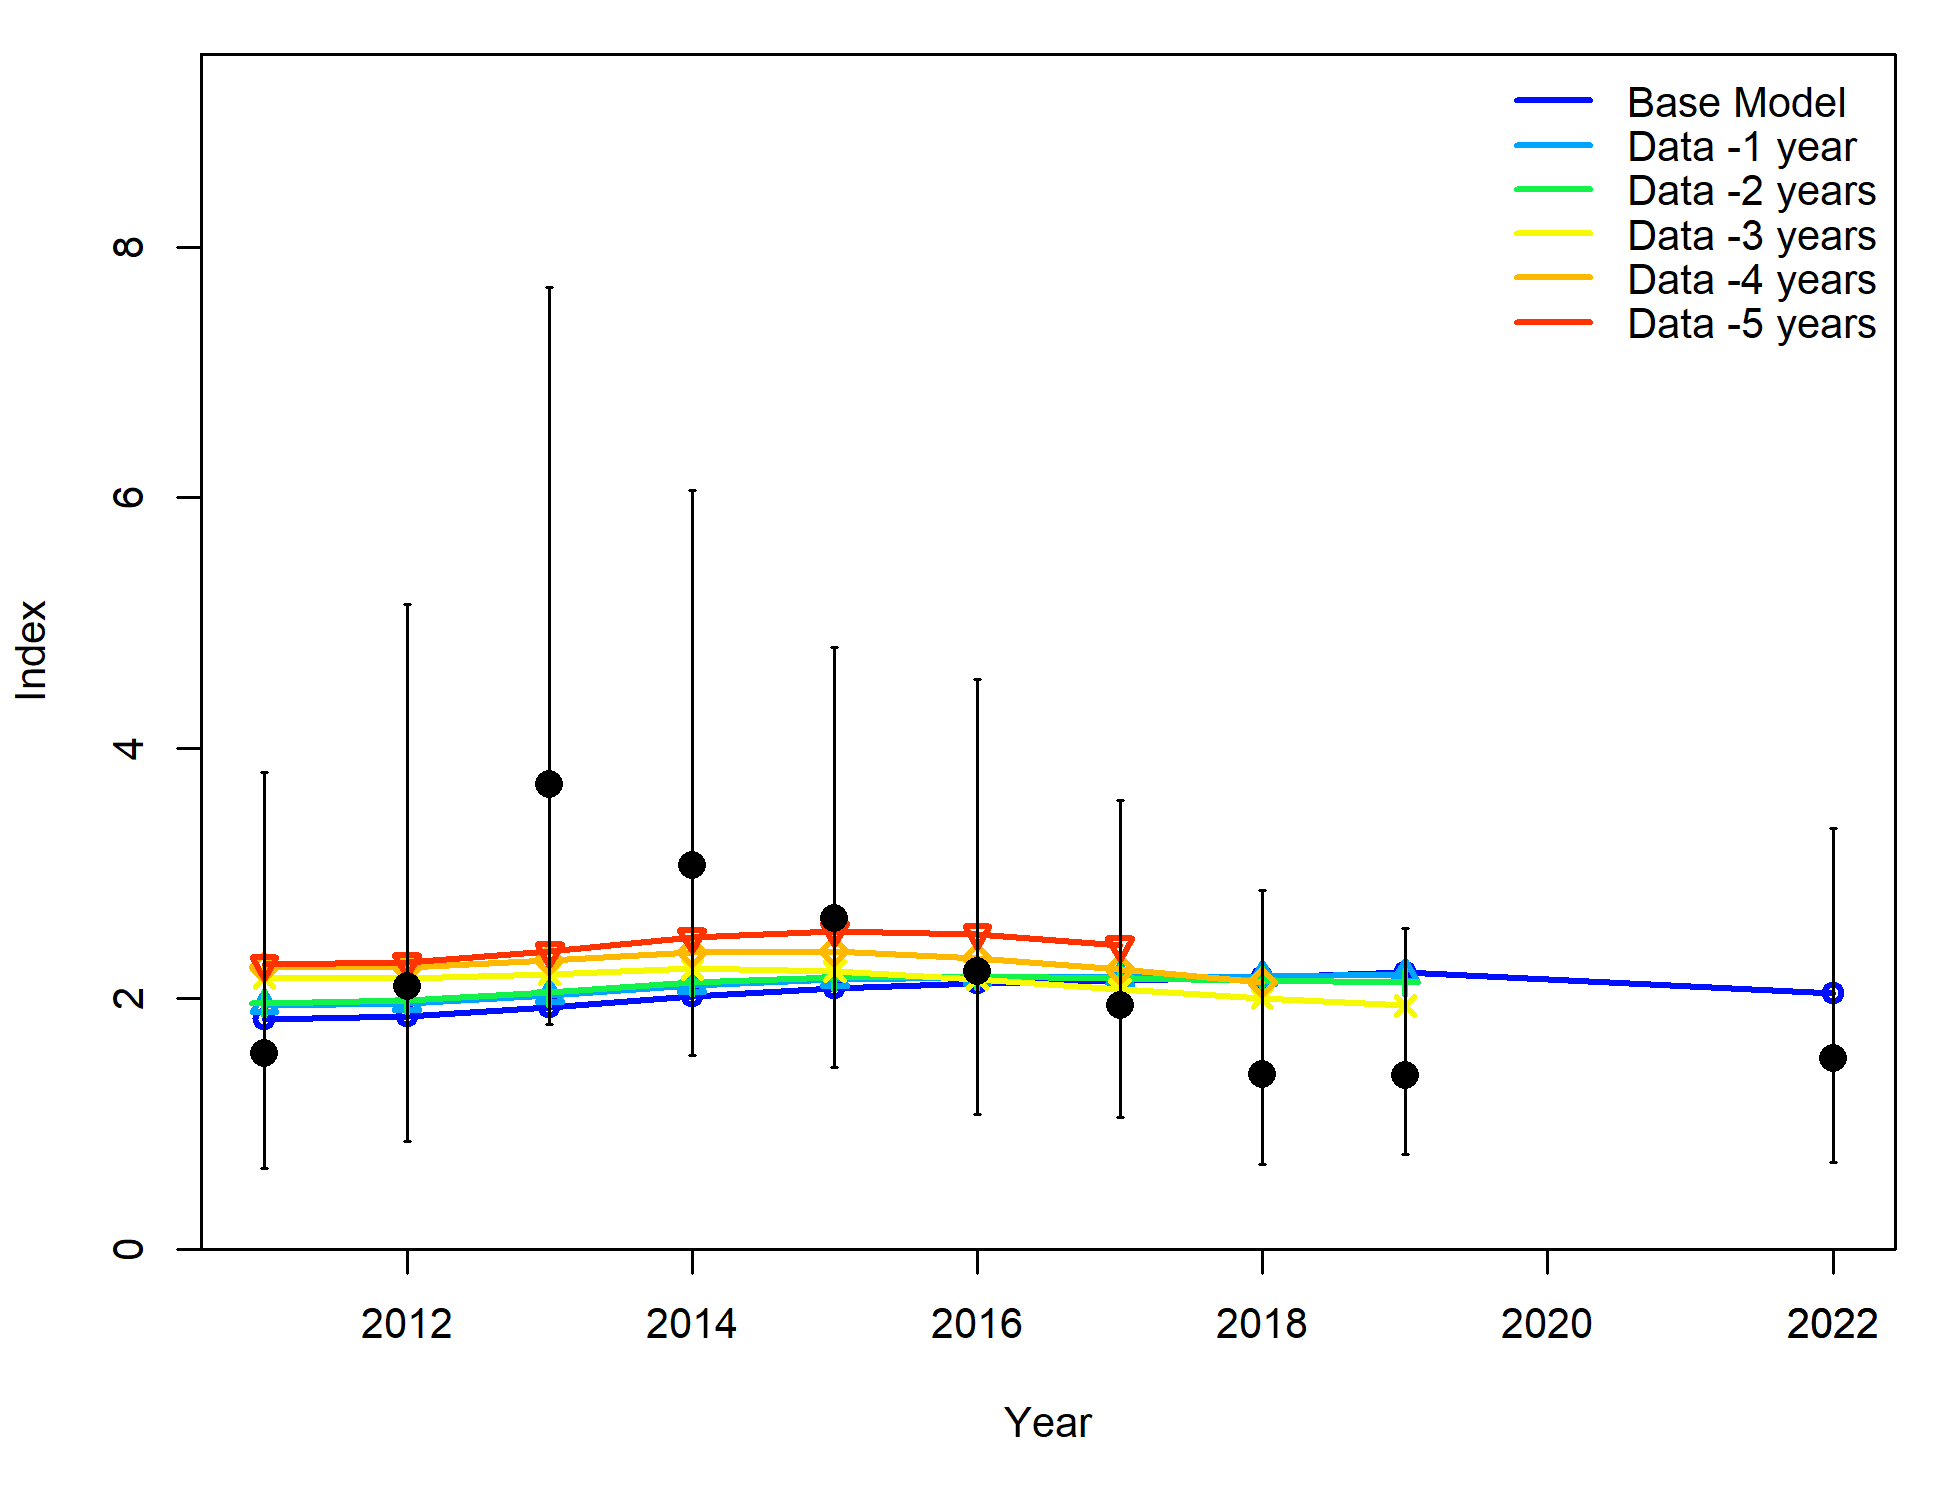 Base Model
Data -1 year
Data -2 years
Data -3 years
Data -4 years
Data -5 years
8
6
4
2
0
Index
2012 2014 2016 2018 2020 2022
Year